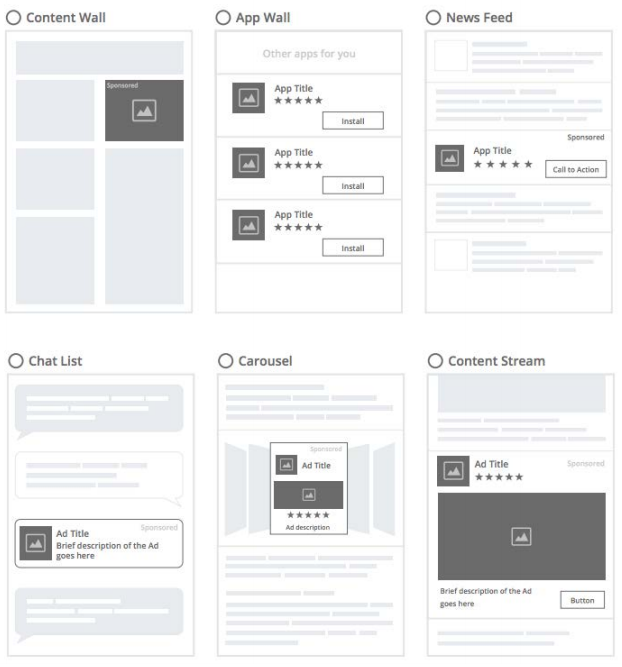 Content Wall
App Wall
News Feed
Sponsored
Other apps for you
App Title
Install
App Title
Install
App Title
Install
Sponsored
App Title
Call to Action
Chat List
Carousel
Content Stream
Ad Title
Sponsored
Brief description of the Ad
goes here
Sponsored
Ad Title
Ad description
Ad Title
Sponsored
Brief description of the Ad
goes here
Button